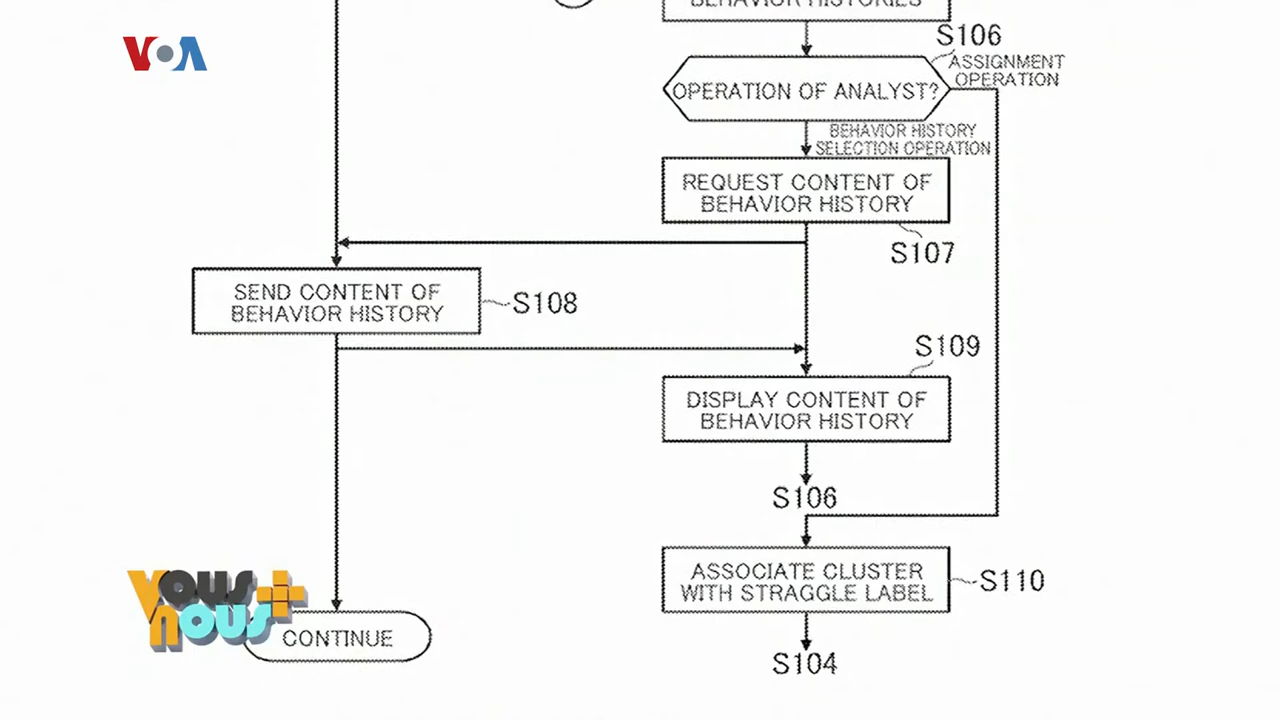 VOA
BEHAVIOR HISTORIES
S106
ASSIGNMENT
OPERATION
OPERATION OF ANALYST?
BEHAVIOR HISTORY
SELECTION OPERATION
REQUEST CONTENT OF
BEHAVIOR HISTORY
S107
SEND CONTENT OF
BEHAVIOR HISTORY
S108
S109
DISPLAY CONTENT OF
BEHAVIOR HISTORY
S106
ASSOCIATE CLUSTER
WITH STRAGGLE LABEL
S110
VOUS
NOUS
CONTINUE
S104